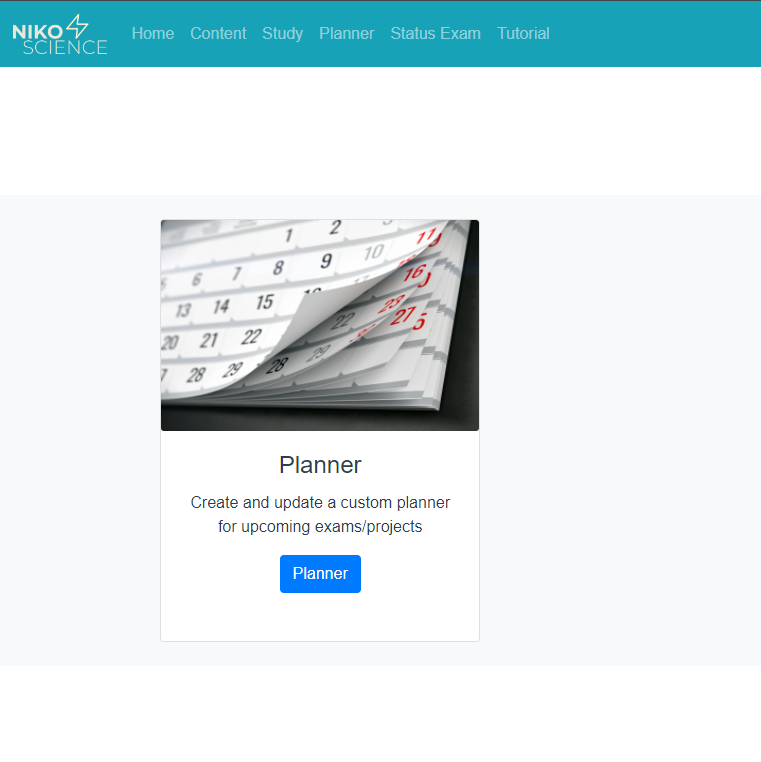 NIKO
SCIENCE
Home Content Study Planner Status Exam Tutorial
1 2 11
6 7 8 9 10 17 16
13 14 15 23
20 21 22 22 27
28 29 28 29
Planner
Create and update a custom planner
for upcoming exams/projects
Planner